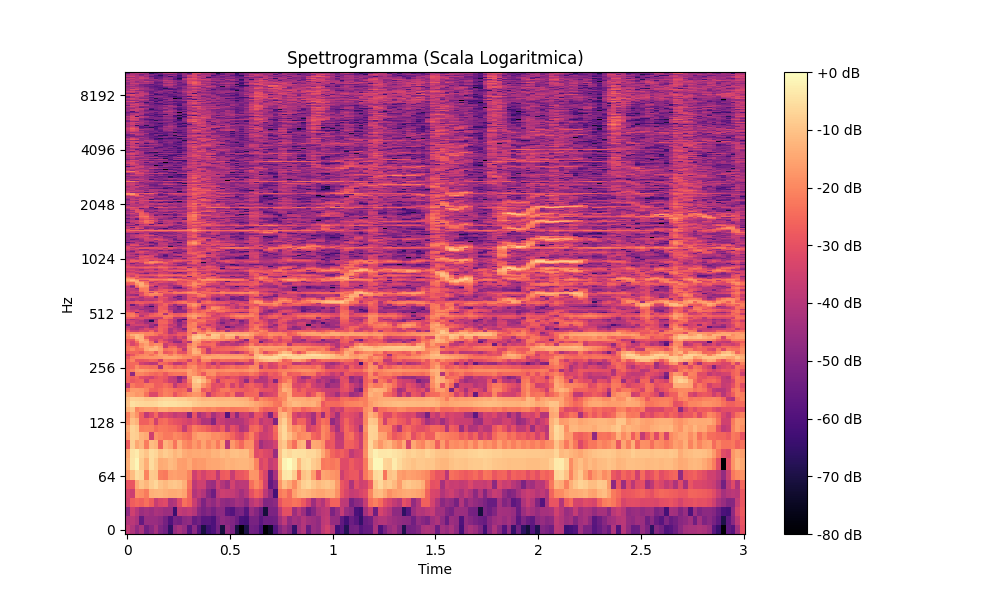 Spettrogramma (Scala Logaritmica)
8192
4096
2048
1024
512
256
128
64
0
Hz
0
0.5
1
1.5
2
2.5
3
Time
+0 dB
-10 dB
-20 dB
-30 dB
-40 dB
-50 dB
-60 dB
-70 dB
-80 dB